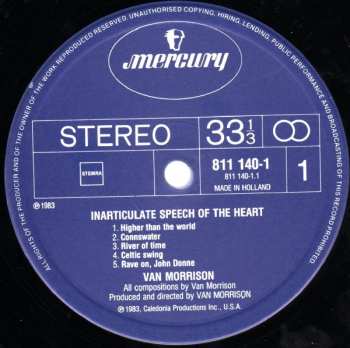 ALL RIGHTS OF THE PRODUCER AND OF THE OWNER OF THE WORK REPRODUCED RESERVED. UNAUTHORISED COPYING, HIRING, LENDING, PUBLIC PERFORMANCE AND BROADCASTING OF THIS RECORD PROHIBITED.
mercury
STEREO
33 1/3
STEMRA
811 140-1
811 140-1.1
MADE IN HOLLAND
1
℗ 1983
INARTICULATE SPEECH OF THE HEART
1. Higher than the world
2. Connswater
3. River of time
4. Celtic swing
5. Rave on, John Donne
VAN MORRISON
All compositions by Van Morrison
Produced and directed by VAN MORRISON
℗ 1983, Caledonia Productions Inc., U.S.A.